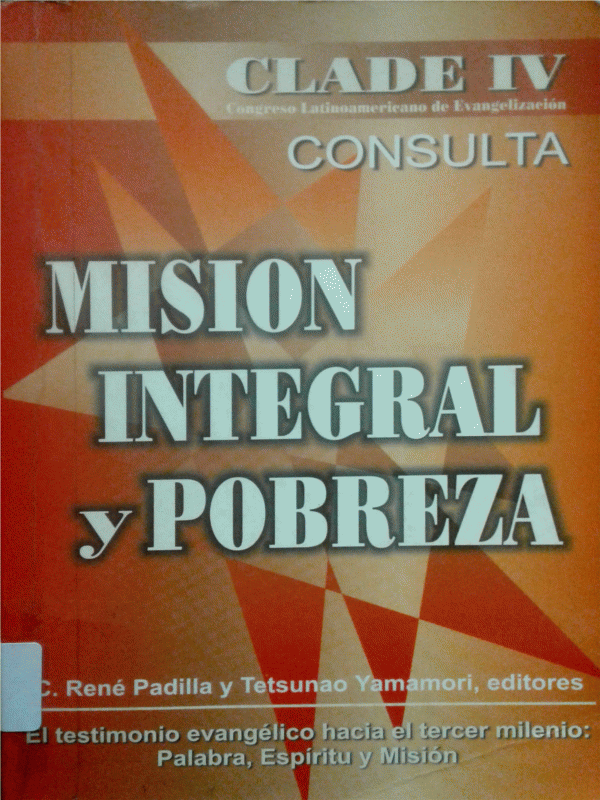 CLADE IV
Congreso Latinoamericano de Evangelización
CONSULTA
MISION
INTEGRAL
y POBREZA
C. René Padilla y Tetsunao Yamamori, editores
El testimonio evangélico hacia el tercer milenio:
Palabra, Espíritu y Misión